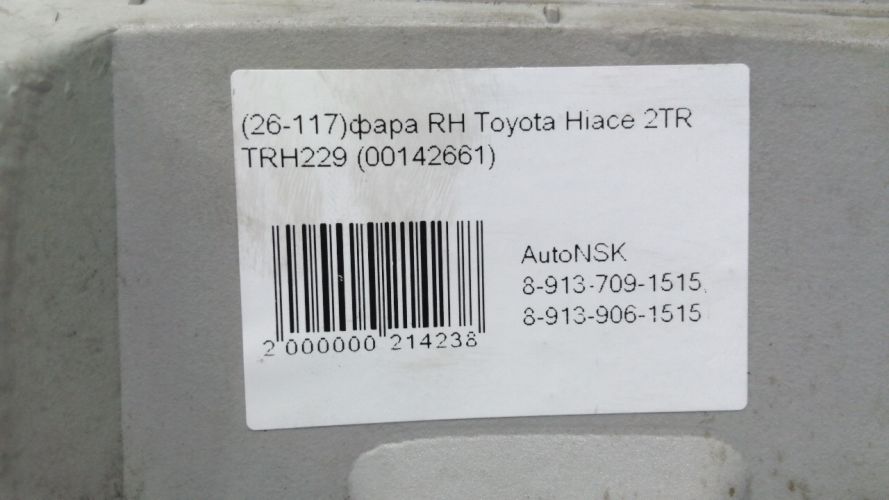 (26-117)фара RH Toyota Hiace 2TR
TRH229 (00142661)
AutoNSK
8-913-709-1515,
8-913-906-1515
2 000000 214238